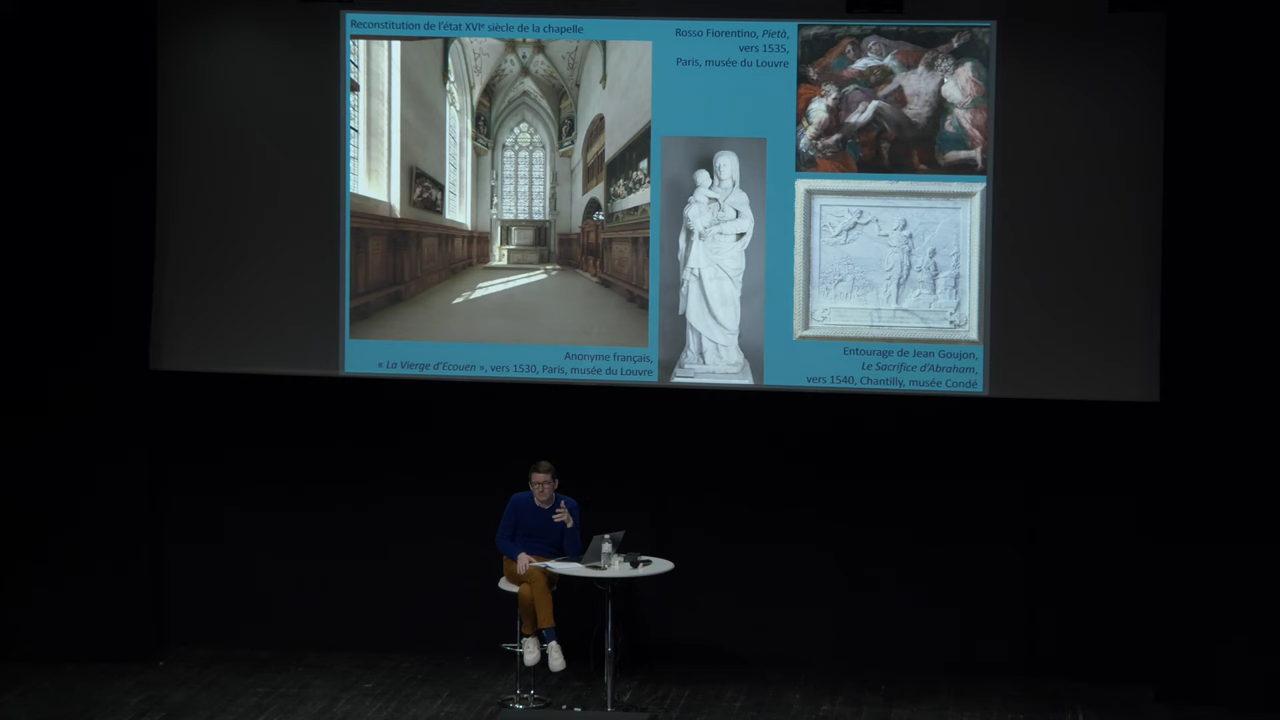 Reconstitution de l'état XVIᵉ siècle de la chapelle
Rosso Fiorentino, Pietà,
vers 1535,
Paris, musée du Louvre
Anonyme français,
« La Vierge d'Ecouen », vers 1530, Paris, musée du Louvre
Entourage de Jean Goujon,
Le Sacrifice d'Abraham,
vers 1540, Chantilly, musée Condé